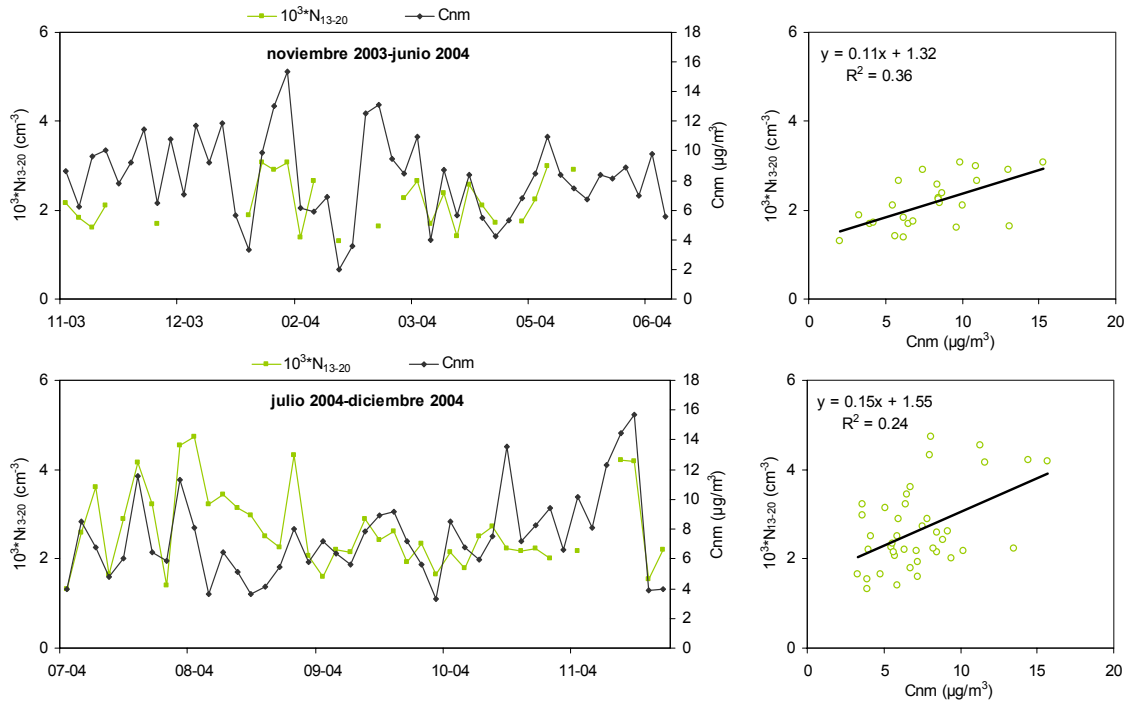 10³*N13-20 Cnm
noviembre 2003-junio 2004
10³*N13-20 (cm-3)
6
4
2
0
18
16
14
12
10
8
6
4
2
0
Cnm (µg/m³)
11-03 12-03 02-04 03-04 05-04 06-04
y = 0.11x + 1.32
R² = 0.36
10³*N13-20 (cm-3)
6
4
2
0
0 5 10 15 20
Cnm (µg/m³)
10³*N13-20 Cnm
julio 2004-diciembre 2004
10³*N13-20 (cm-3)
6
4
2
0
18
16
14
12
10
8
6
4
2
0
Cnm (µg/m³)
07-04 08-04 09-04 10-04 11-04
y = 0.15x + 1.55
R² = 0.24
10³*N13-20 (cm-3)
6
4
2
0
0 5 10 15 20
Cnm (µg/m³)